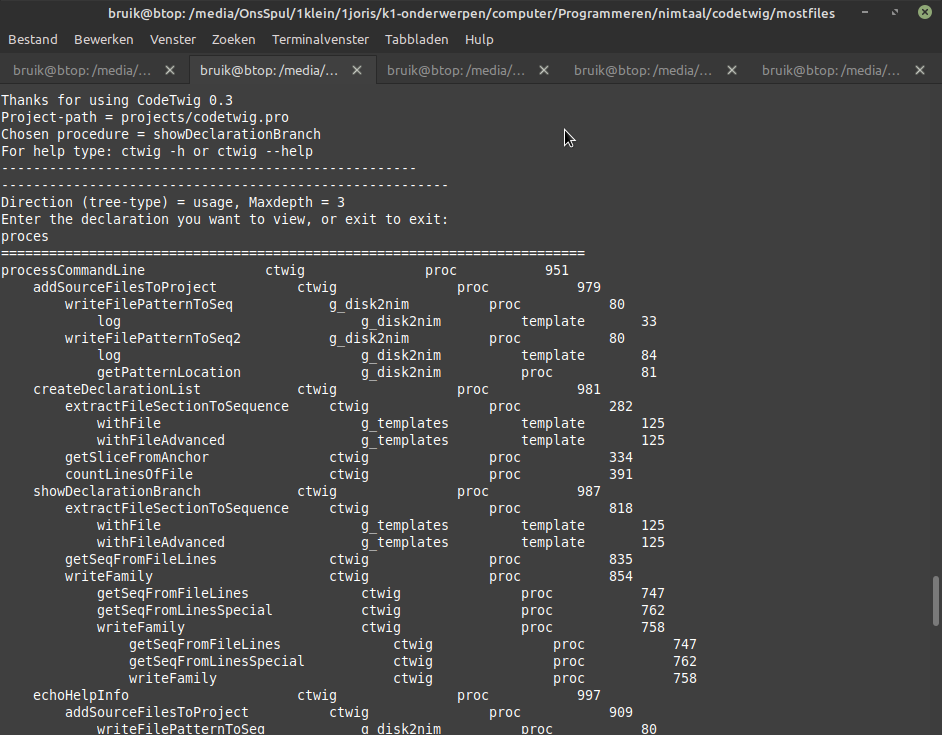 bruik@btop: /media/OnsSpul/1klein/1joris/k1-onderwerpen/computer/Programmeren/nimtaal/codetwig/mostfiles
Bestand Bewerken Venster Zoeken Terminalvenster Tabbladen Hulp
bruik@btop: /media/... bruik@btop: /media/... bruik@btop: /media/... bruik@btop: /media/... bruik@btop: /media/...
Thanks for using CodeTwig 0.3
Project-path = projects/codetwig.pro
Chosen procedure = showDeclarationBranch
For help type: ctwig -h or ctwig --help
----------------------------------------------------
--------------------------------------------------------
Direction (tree-type) = usage, Maxdepth = 3
Enter the declaration you want to view, or exit to exit:
proces
=========================================================================
processCommandLine ctwig proc 951
addSourceFilesToProject ctwig proc 979
writeFilePatternToSeq g_disk2nim proc 80
log g_disk2nim template 33
writeFilePatternToSeq2 g_disk2nim proc 80
log g_disk2nim template 84
getPatternLocation g_disk2nim proc 81
createDeclarationList ctwig proc 981
extractFileSectionToSequence ctwig proc 282
withFile g_templates template 125
withFileAdvanced g_templates template 125
getSliceFromAnchor ctwig proc 334
countLinesOfFile ctwig proc 391
showDeclarationBranch ctwig proc 987
extractFileSectionToSequence ctwig proc 818
withFile g_templates template 125
withFileAdvanced g_templates template 125
getSeqFromFileLines ctwig proc 835
writeFamily ctwig proc 854
getSeqFromFileLines ctwig proc 747
getSeqFromLinesSpecial ctwig proc 762
writeFamily ctwig proc 758
getSeqFromFileLines ctwig proc 747
getSeqFromLinesSpecial ctwig proc 762
writeFamily ctwig proc 758
echoHelpInfo ctwig proc 997
addSourceFilesToProject ctwig proc 909
writeFilePatternToSeq g_disk2nim proc 80